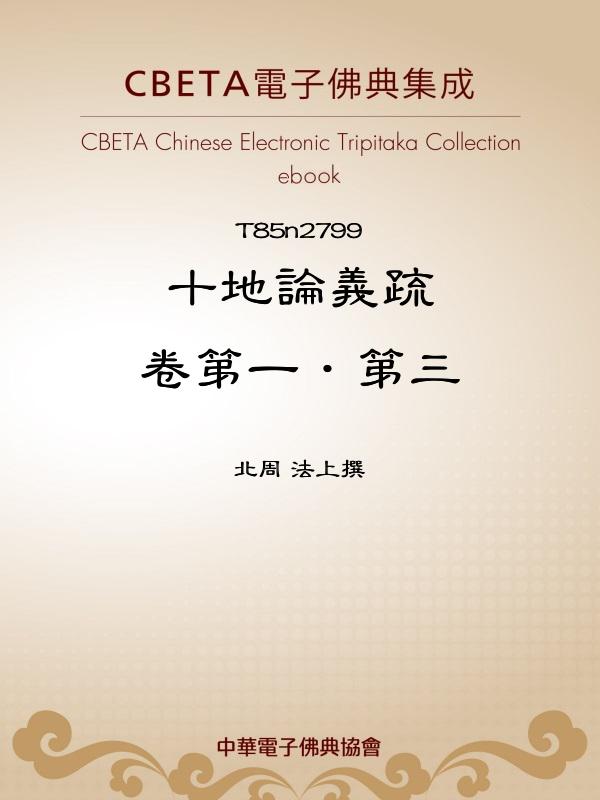 CBETA電子佛典集成
CBETA Chinese Electronic Tripitaka Collection
ebook
T85n2799
十地論義疏
卷第一．第三
北周 法上撰
中華電子佛典協會